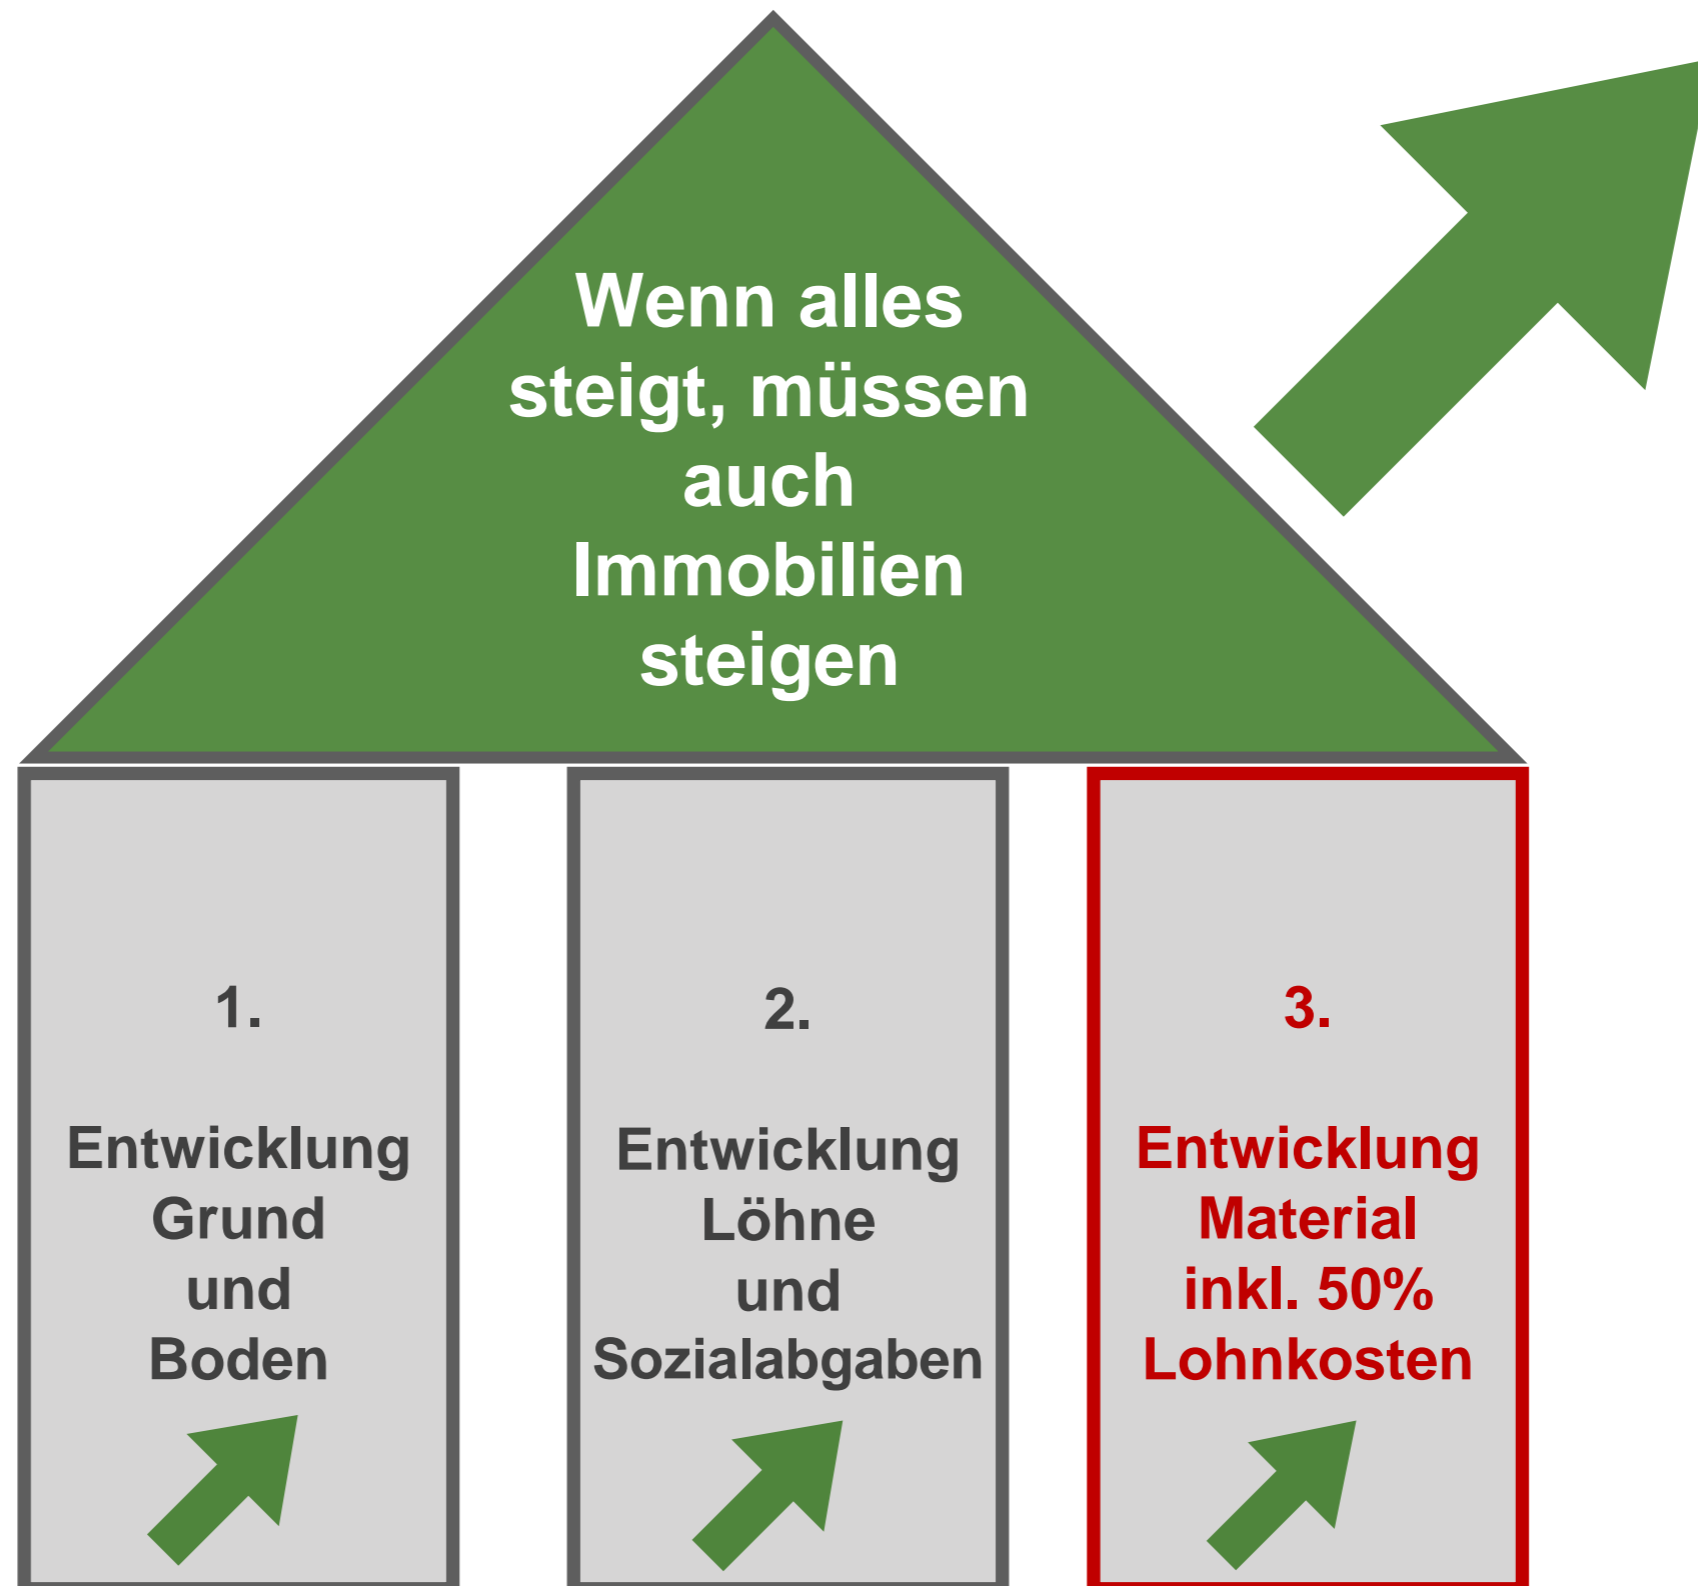 Wenn alles
steigt, müssen
auch
Immobilien
steigen
1.
Entwicklung
Grund
und
Boden
2.
Entwicklung
Löhne
und
Sozialabgaben
3.
Entwicklung
Material
inkl. 50%
Lohnkosten